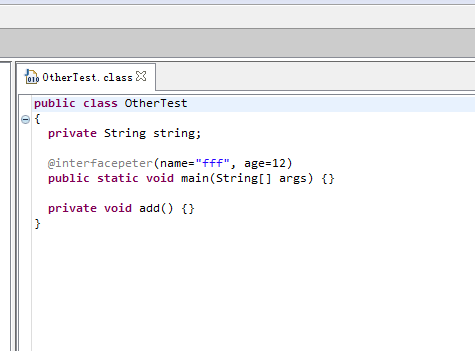 OtherTest.class
public class OtherTest
{
private String string;
@interfacepeter(name="fff", age=12)
public static void main(String[] args) {}
private void add() {}
}